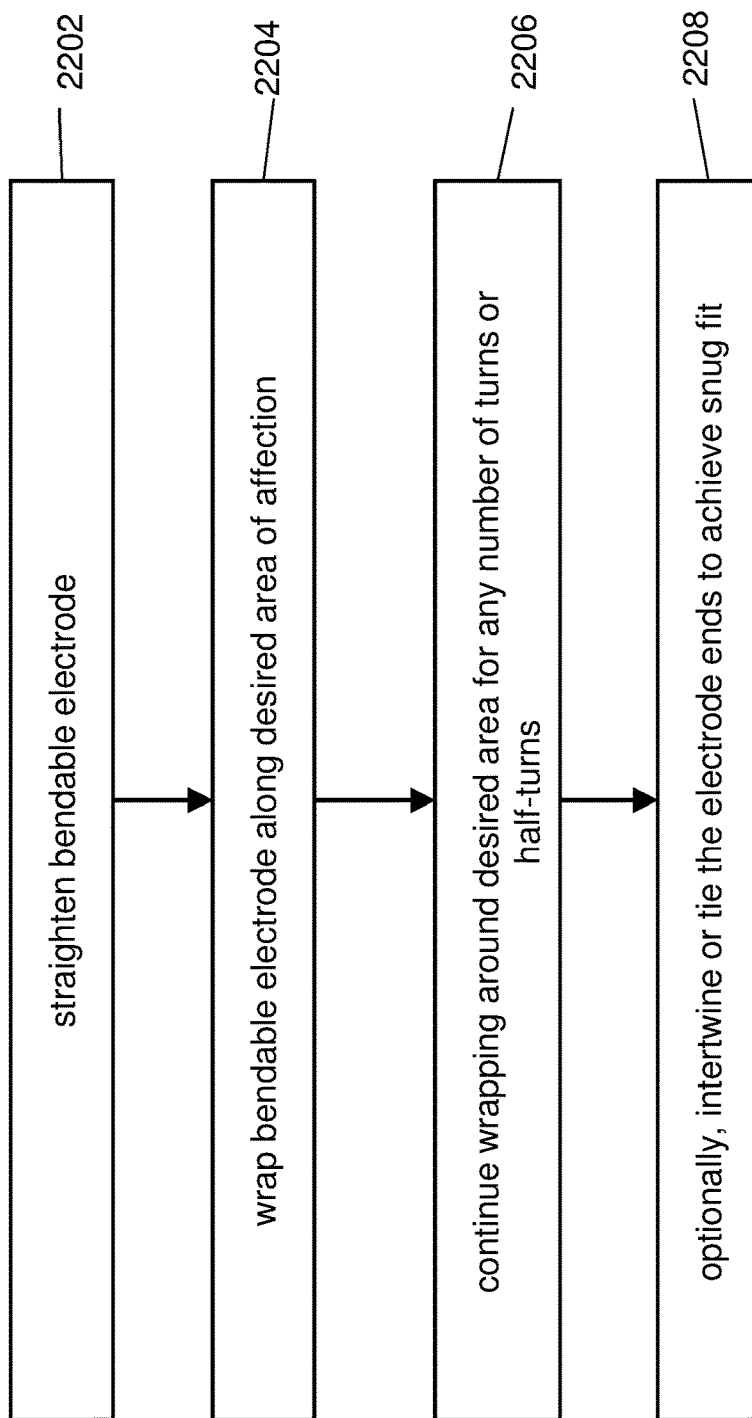 straighten bendable electrode
2202
wrap bendable electrode along desired area of affection
2204
continue wrapping around desired area for any number of turns or
half-turns
2206
optionally, intertwine or tie the electrode ends to achieve snug fit
2208